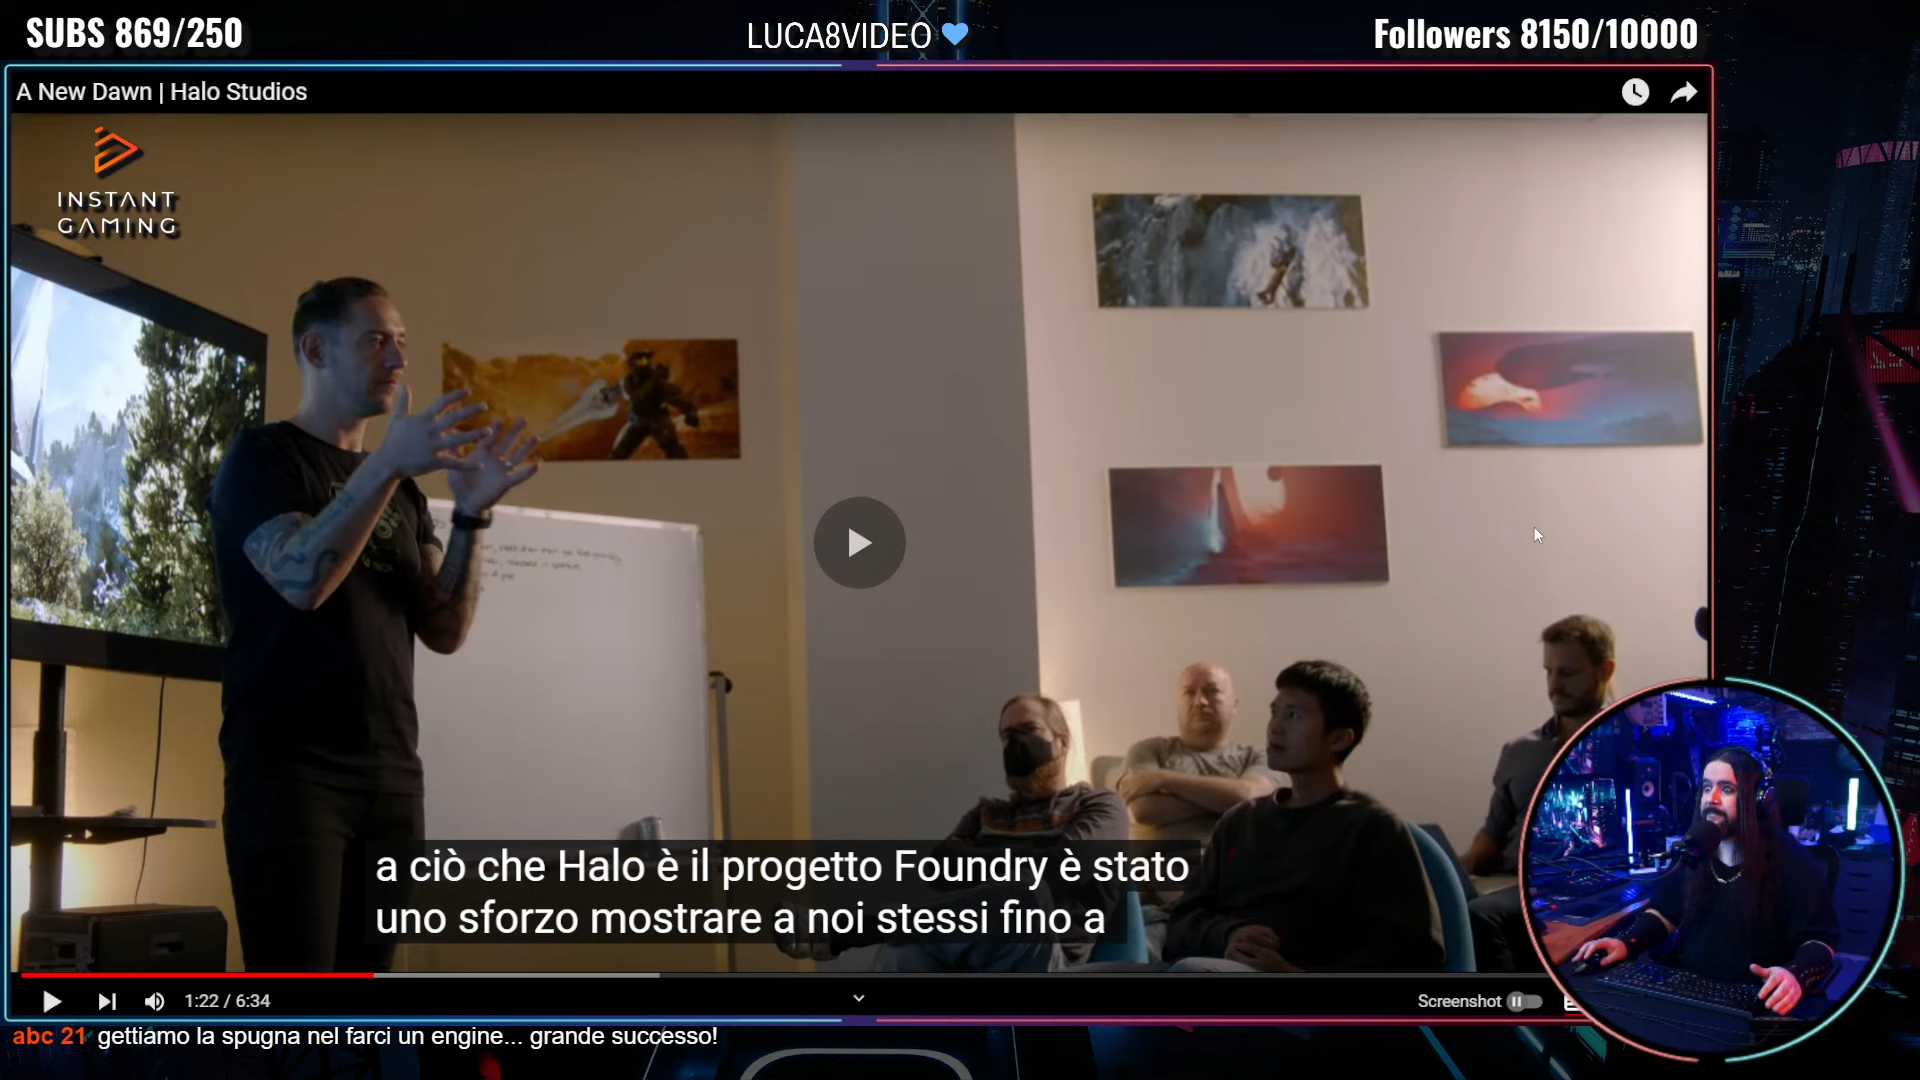 SUBS 869/250
LUCA8VIDEO
Followers 8150/10000
A New Dawn | Halo Studios
INSTANT
GAMING
a ciò che Halo è il progetto Foundry è stato
uno sforzo mostrare a noi stessi fino a
1:22 / 6:34
Screenshot
abc 21 gettiamo la spugna nel farci un engine... grande successo!